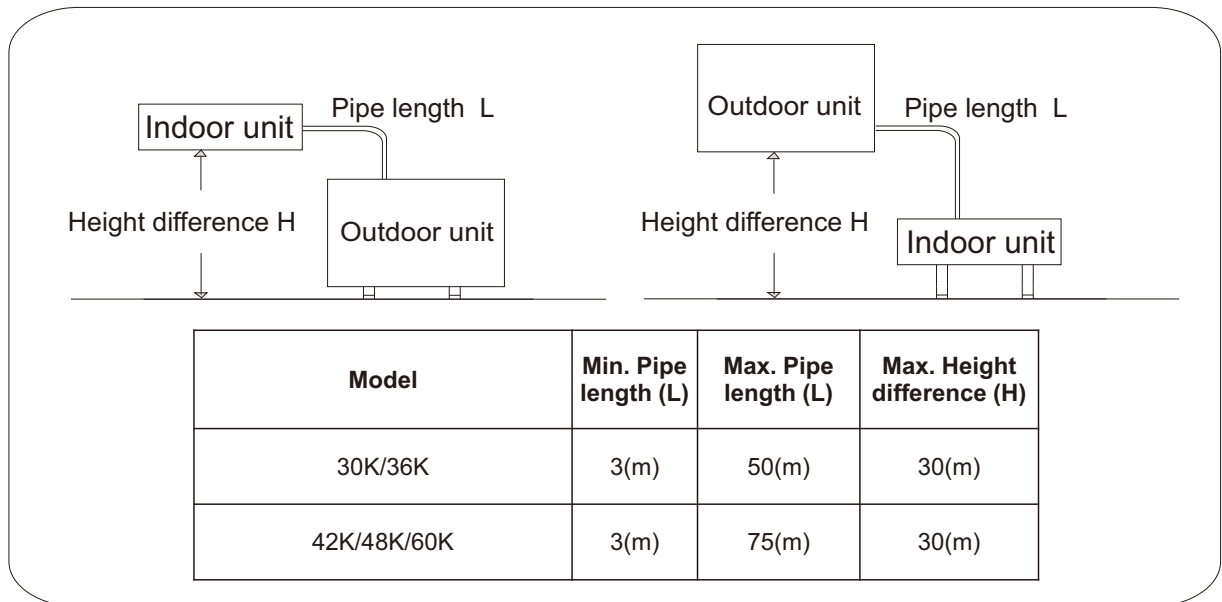 Indoor unit
Pipe length L
Height difference H
Outdoor unit
Outdoor unit
Pipe length L
Height difference H
Indoor unit
Model
Min. Pipe
length (L)
Max. Pipe
length (L)
Max. Height
difference (H)
30K/36K
3(m)
50(m)
30(m)
42K/48K/60K
3(m)
75(m)
30(m)